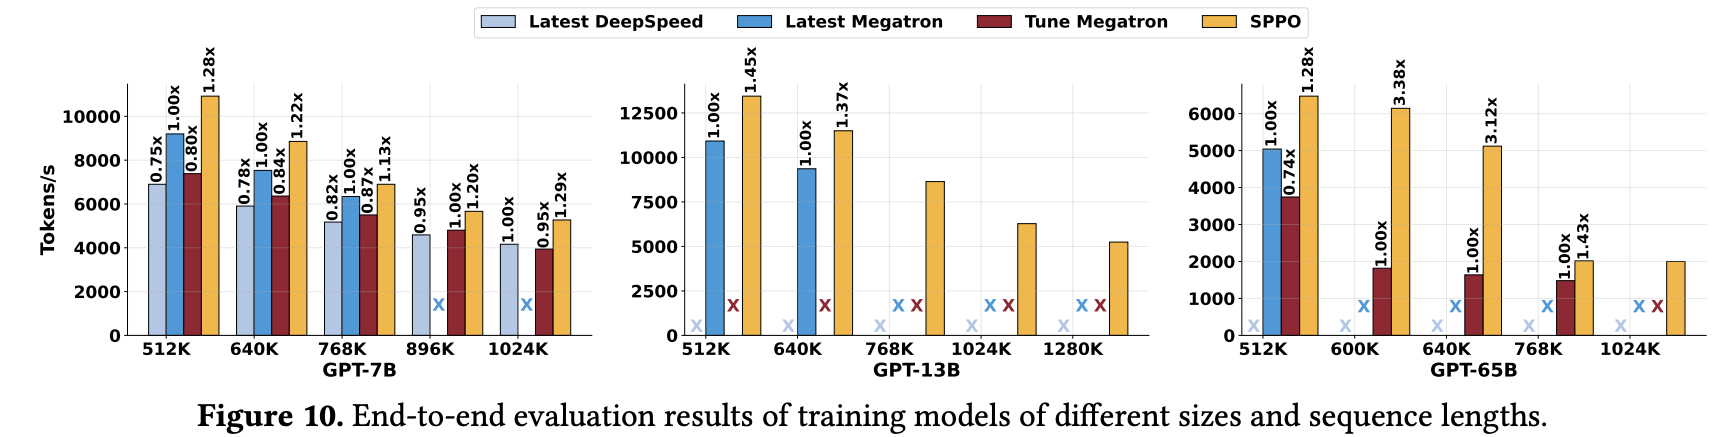 Latest DeepSpeed Latest Megatron Tune Megatron SPPO
Tokens/s
10000
8000
6000
4000
2000
0
0.75x 1.00x 0.80x 1.28x
0.78x 1.00x 0.84x 1.22x
0.82x 1.00x 0.87x 1.13x
0.95x X 1.00x 1.20x
1.00x X 0.95x 1.29x
512K 640K 768K 896K 1024K
GPT-7B
12500
10000
7500
5000
2500
0
X 1.00x X 1.45x
X 1.00x X 1.37x
X X X
X X X
X X X
512K 640K 768K 1024K 1280K
GPT-13B
6000
5000
4000
3000
2000
1000
0
X 1.00x 0.74x 1.28x
X X 1.00x 3.38x
X X 1.00x 3.12x
X X 1.00x 1.43x
X X X
512K 600K 640K 768K 1024K
GPT-65B
Figure 10. End-to-end evaluation results of training models of different sizes and sequence lengths.